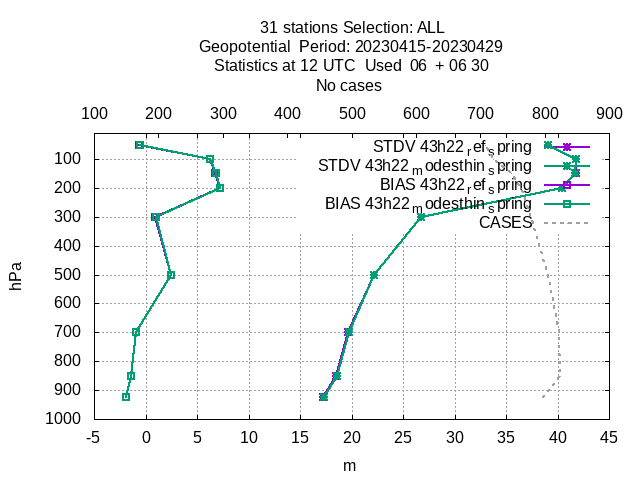 31 stations Selection: ALL
Geopotential  Period: 20230415-20230429
Statistics at 12 UTC  Used  06  + 06 30
No cases
100 200 300 400 500 600 700 800 900
STDV 43h22_ref_spring
STDV 43h22_modesthin_spring
BIAS 43h22_ref_spring
BIAS 43h22_modesthin_spring
CASES
hPa
100
200
300
400
500
600
700
800
900
1000
-5 0 5 10 15 20 25 30 35 40 45
m